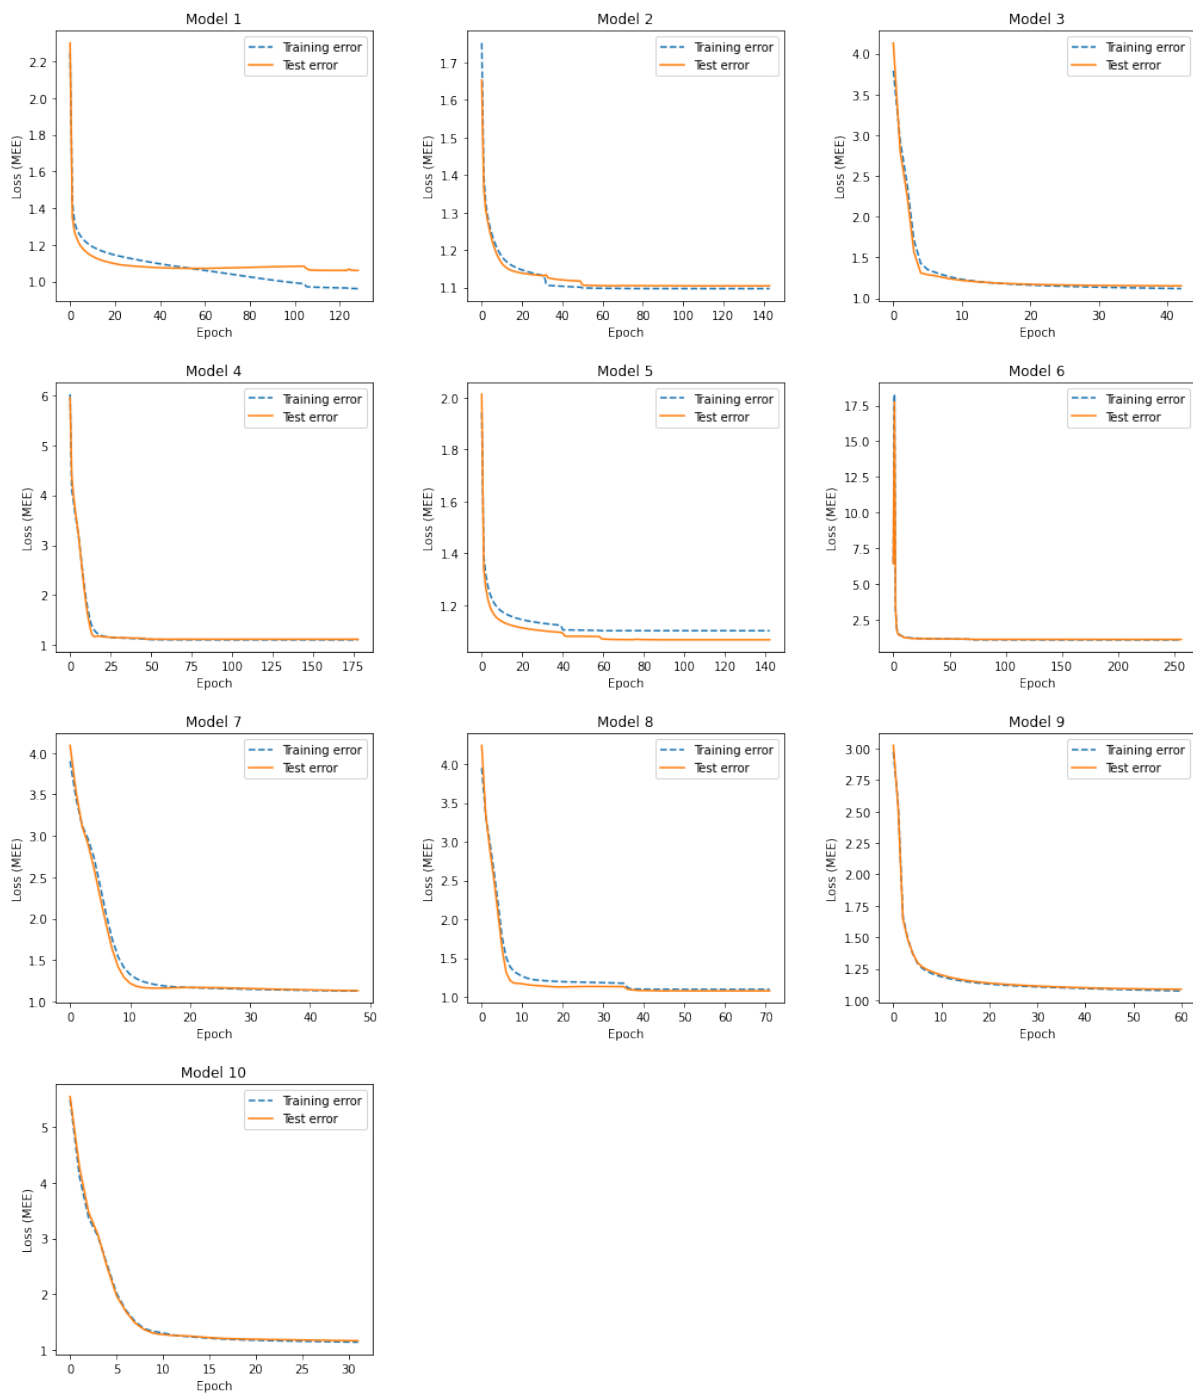 Model 1
Loss (MEE)
2.2
2.0
1.8
1.6
1.4
1.2
1.0
Training error
Test error
0 20 40 60 80 100 120
Epoch
Model 2
Loss (MEE)
1.7
1.6
1.5
1.4
1.3
1.2
1.1
Training error
Test error
0 20 40 60 80 100 120 140
Epoch
Model 3
Loss (MEE)
4.0
3.5
3.0
2.5
2.0
1.5
1.0
Training error
Test error
0 10 20 30 40
Epoch
Model 4
Loss (MEE)
6
5
4
3
2
1
Training error
Test error
0 25 50 75 100 125 150 175
Epoch
Model 5
Loss (MEE)
2.0
1.8
1.6
1.4
1.2
Training error
Test error
0 20 40 60 80 100 120 140
Epoch
Model 6
Loss (MEE)
17.5
15.0
12.5
10.0
7.5
5.0
2.5
Training error
Test error
0 50 100 150 200 250
Epoch
Model 7
Loss (MEE)
4.0
3.5
3.0
2.5
2.0
1.5
1.0
Training error
Test error
0 10 20 30 40 50
Epoch
Model 8
Loss (MEE)
4.0
3.5
3.0
2.5
2.0
1.5
1.0
Training error
Test error
0 10 20 30 40 50 60 70
Epoch
Model 9
Loss (MEE)
3.00
2.75
2.50
2.25
2.00
1.75
1.50
1.25
1.00
Training error
Test error
0 10 20 30 40 50 60
Epoch
Model 10
Loss (MEE)
5
4
3
2
1
Training error
Test error
0 5 10 15 20 25 30
Epoch